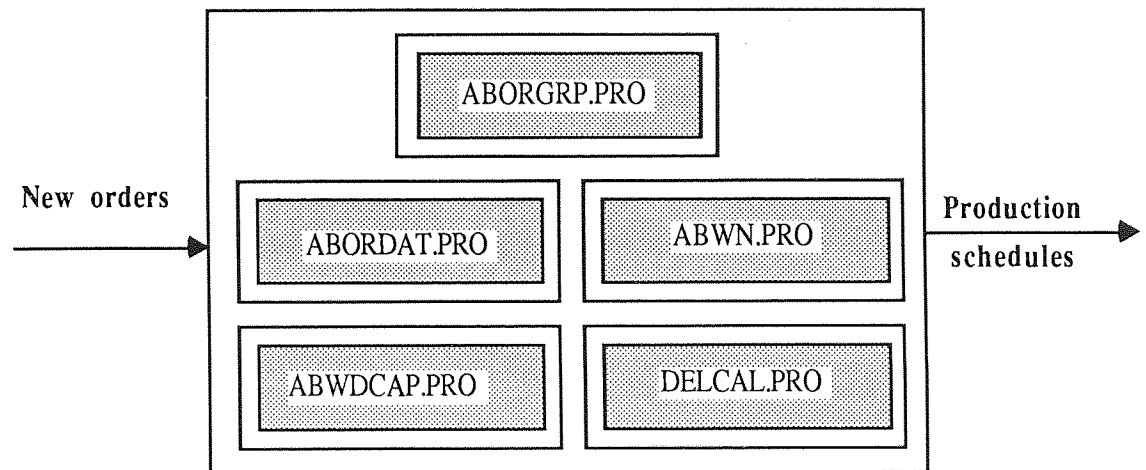 ABORGRP.PRO
New orders
ABORDAT.PRO
ABWN.PRO
Production
schedules
ABWDCAP.PRO
DELCAL.PRO